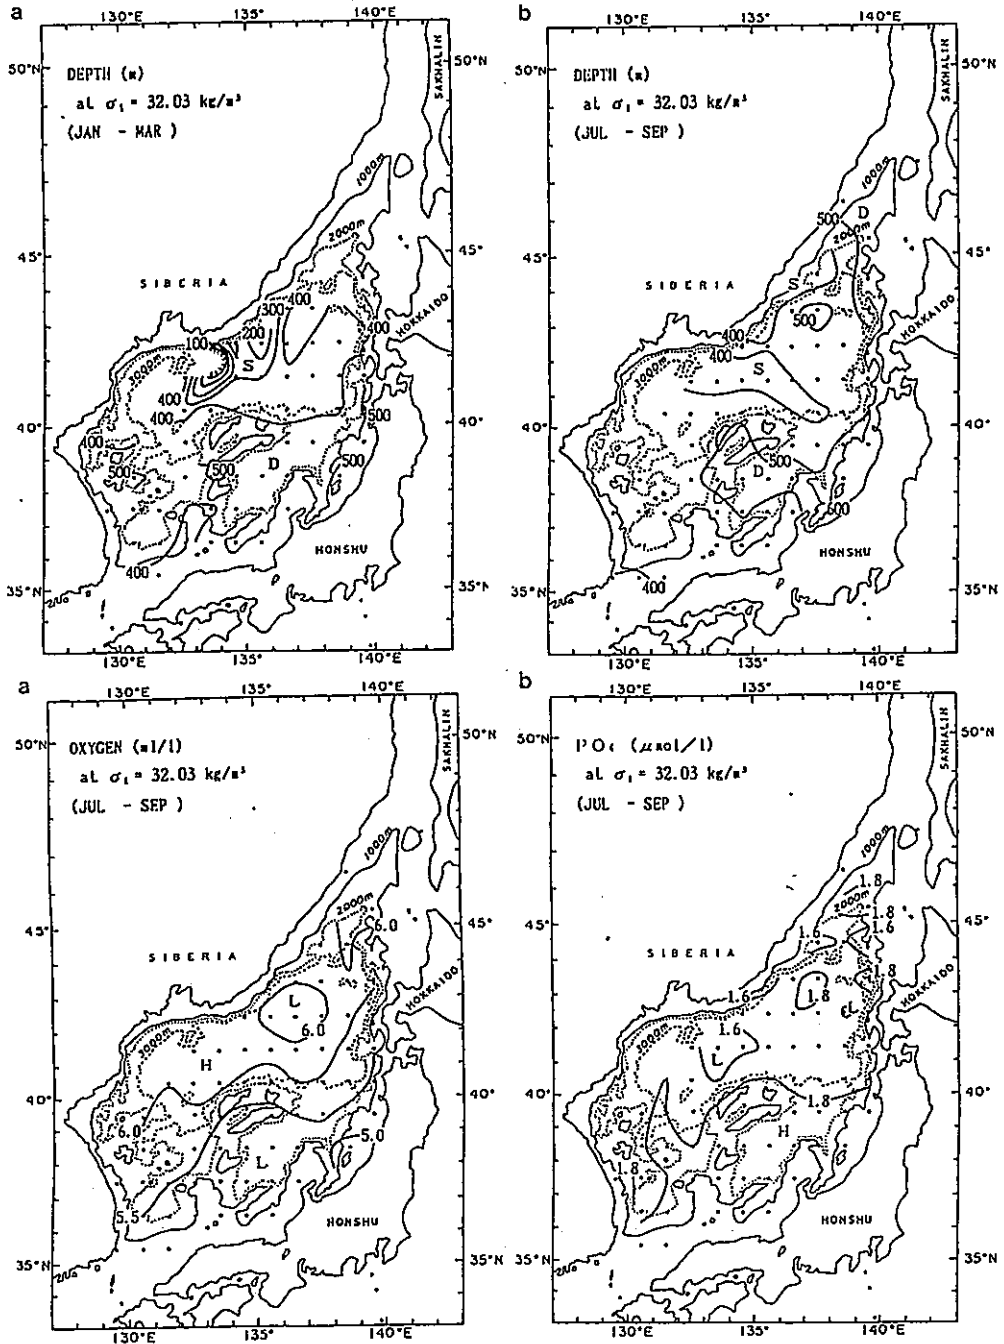 a
130°E 135° 140°E
50°N
DEPTH (m)
at σ₁ = 32.03 kg/m³
(JAN - MAR )
SAKHALIN
50°N
1000m
2000m
45°
45°
SIBERIA
300 400
100 200
S
3000m
400
HOKKAIDO
400
400
40°
400
500
40°N
500
500
D
500
HONSHU
400
35°N
35°N
130°E 135° 140°E
b
130°E 135° 140°E
50°N
DEPTH (m)
at σ₁ = 32.03 kg/m³
(JUL - SEP )
SAKHALIN
50°N
1000m
500 D
2000m
45°
45°
SIBERIA
S
500
HOKKAIDO
400
400
3000m
S
40°
40°N
500
D
500
HONSHU
400
35°N
35°N
130°E 135° 140°E
a
130°E 135° 140°E
50°N
OXYGEN (ml/l)
at σ₁ = 32.03 kg/m³
(JUL - SEP )
SAKHALIN
50°N
1000m
2000m
6.0
45°
45°
SIBERIA
L
6.0
HOKKAIDO
3000m
H
40°
40°N
6.0
5.0
L
5.5
HONSHU
35°N
35°N
130°E 135° 140°E
b
130°E 135° 140°E
50°N
PO₄ (μmol/l)
at σ₁ = 32.03 kg/m³
(JUL - SEP )
SAKHALIN
50°N
1000m
1.8
2000m
1.8
1.6
45°
45°
1.6
SIBERIA
1.8
1.6
1.8
L
HOKKAIDO
1.6
3000m
L
40°
1.8
40°N
H
1.8
HONSHU
35°N
35°N
130°E 135° 140°E